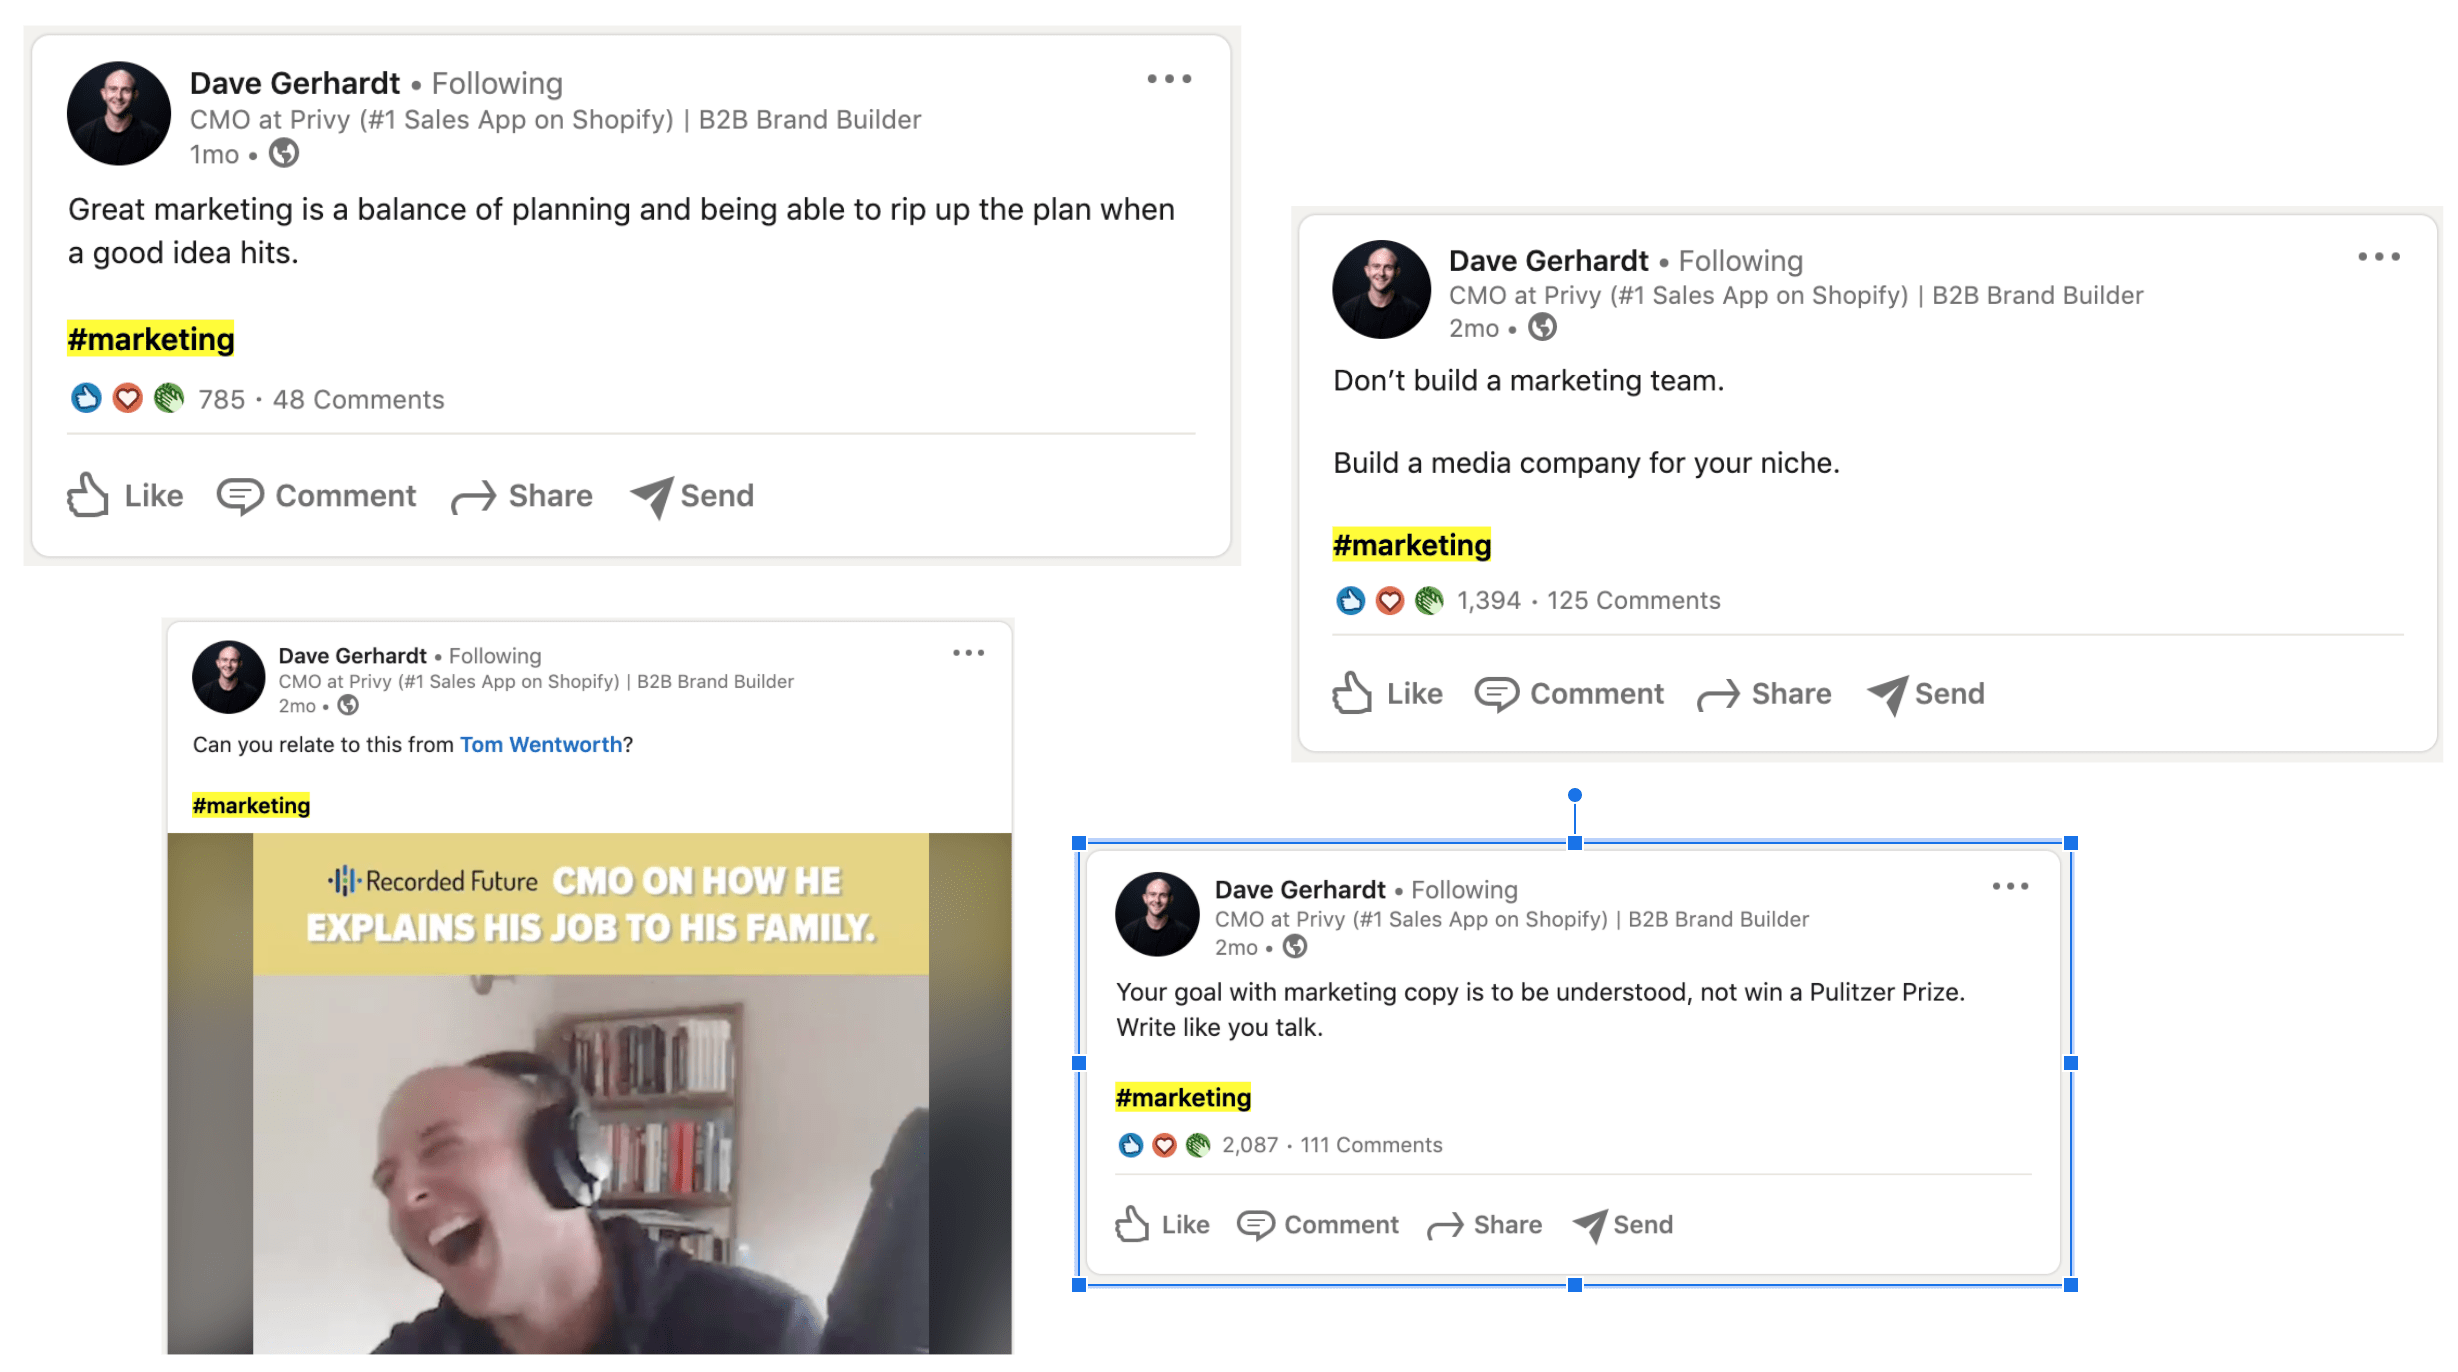 Dave Gerhardt • Following
CMO at Privy (#1 Sales App on Shopify) | B2B Brand Builder
1mo •
Great marketing is a balance of planning and being able to rip up the plan when
a good idea hits.
#marketing
785 · 48 Comments
Like Comment Share Send
Dave Gerhardt • Following
CMO at Privy (#1 Sales App on Shopify) | B2B Brand Builder
2mo •
Don’t build a marketing team.
Build a media company for your niche.
#marketing
1,394 · 125 Comments
Like Comment Share Send
Dave Gerhardt • Following
CMO at Privy (#1 Sales App on Shopify) | B2B Brand Builder
2mo •
Can you relate to this from Tom Wentworth?
#marketing
Recorded Future CMO ON HOW HE
EXPLAINS HIS JOB TO HIS FAMILY.
Dave Gerhardt • Following
CMO at Privy (#1 Sales App on Shopify) | B2B Brand Builder
2mo •
Your goal with marketing copy is to be understood, not win a Pulitzer Prize.
Write like you talk.
#marketing
2,087 · 111 Comments
Like Comment Share Send